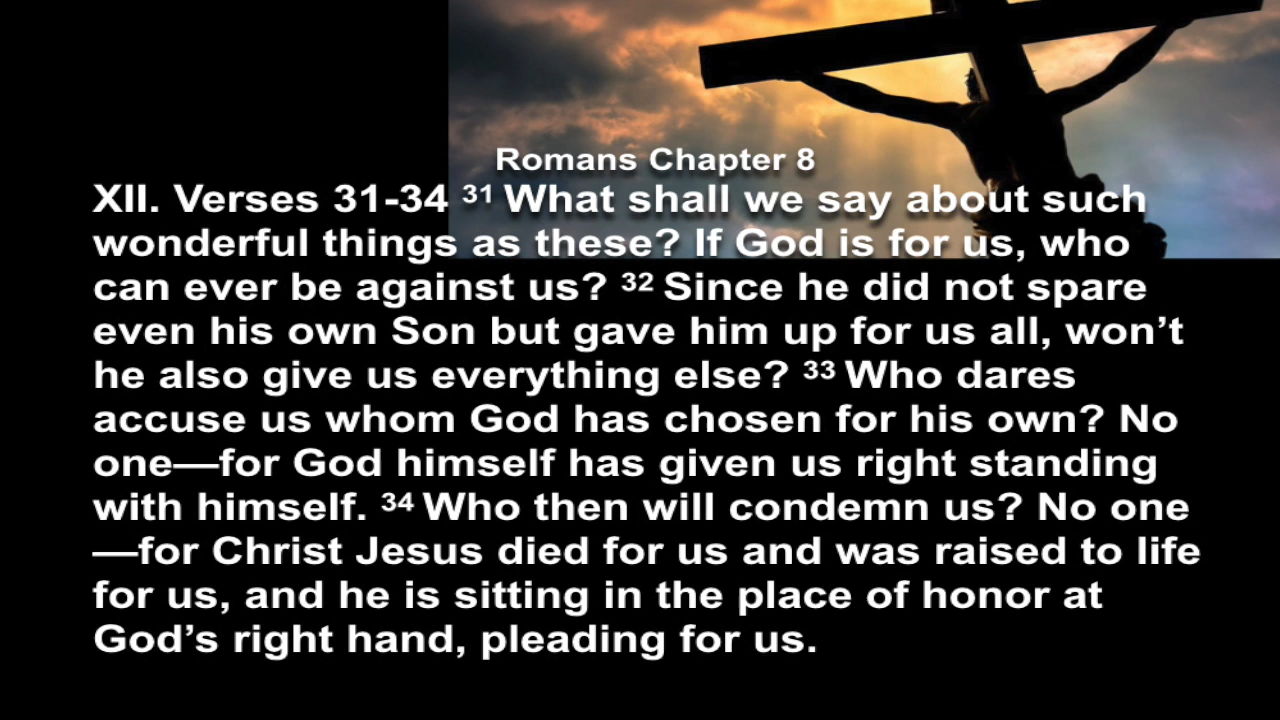 Romans Chapter 8
XII. Verses 31-34 ³¹ What shall we say about such
wonderful things as these? If God is for us, who
can ever be against us? ³² Since he did not spare
even his own Son but gave him up for us all, won’t
he also give us everything else? ³³ Who dares
accuse us whom God has chosen for his own? No
one—for God himself has given us right standing
with himself. ³⁴ Who then will condemn us? No one
—for Christ Jesus died for us and was raised to life
for us, and he is sitting in the place of honor at
God’s right hand, pleading for us.